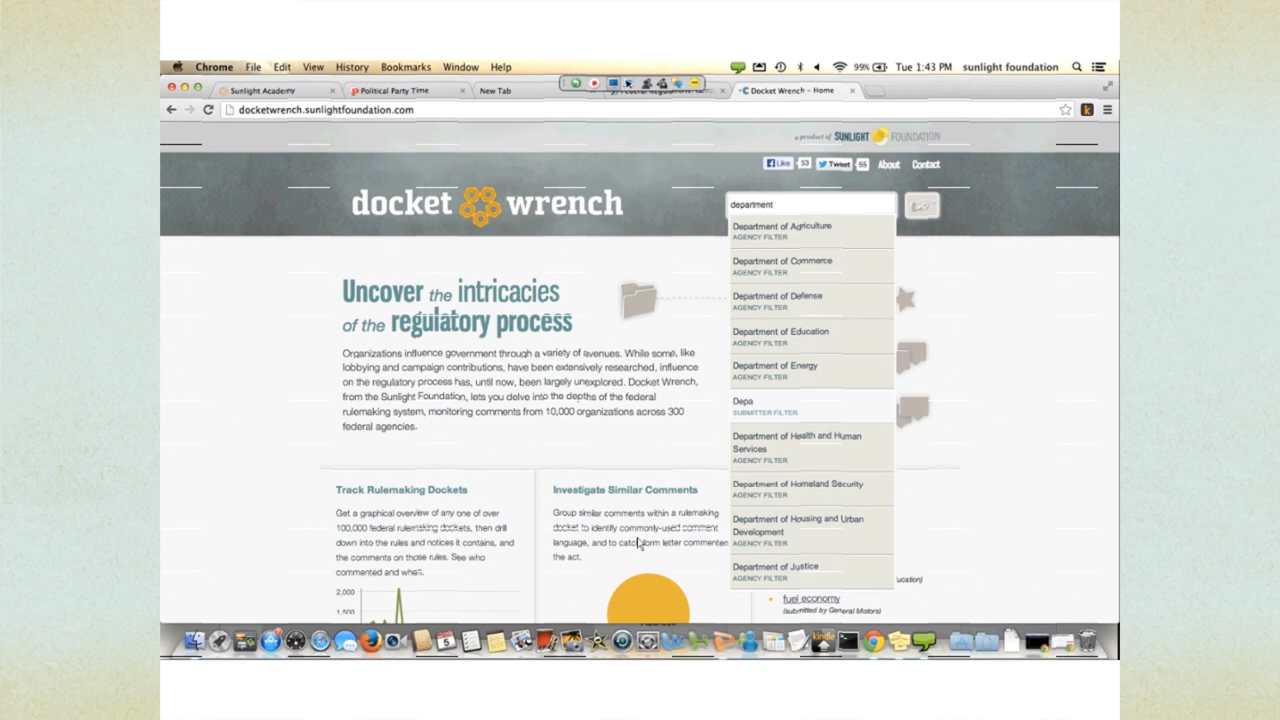 Chrome File Edit View History Bookmarks Window Help
99% Tue 1:43 PM sunlight foundation
Sunlight Academy
Political Party Time
New Tab
Docket Wrench – Home
docketwrench.sunlightfoundation.com
a product of SUNLIGHT FOUNDATION
Like 53 Tweet 55 About Contact
docket wrench
department
Department of Agriculture
AGENCY FILTER
Department of Commerce
AGENCY FILTER
Department of Defense
AGENCY FILTER
Department of Education
AGENCY FILTER
Department of Energy
AGENCY FILTER
Depa
SUBMITTER FILTER
Department of Health and Human
Services
AGENCY FILTER
Department of Homeland Security
AGENCY FILTER
Department of Housing and Urban
Development
AGENCY FILTER
Department of Justice
AGENCY FILTER
Uncover the intricacies
of the regulatory process
Organizations influence government through a variety of avenues. While some, like
lobbying and campaign contributions, have been extensively researched, influence
on the regulatory process has, until now, been largely unexplored. Docket Wrench,
from the Sunlight Foundation, lets you delve into the depths of the federal
rulemaking system, monitoring comments from 10,000 organizations across 300
federal agencies.
Track Rulemaking Dockets
Get a graphical overview of any one of over
100,000 federal rulemaking dockets, then drill
down into the rules and notices it contains, and
the comments on those rules. See who
commented and when.
2,000
1,500
Investigate Similar Comments
Group similar comments within a rulemaking
docket to identify commonly-used comment
language, and to catch form letter commenters
the act.
ucation)
fuel economy
(submitted by General Motors)
kindle